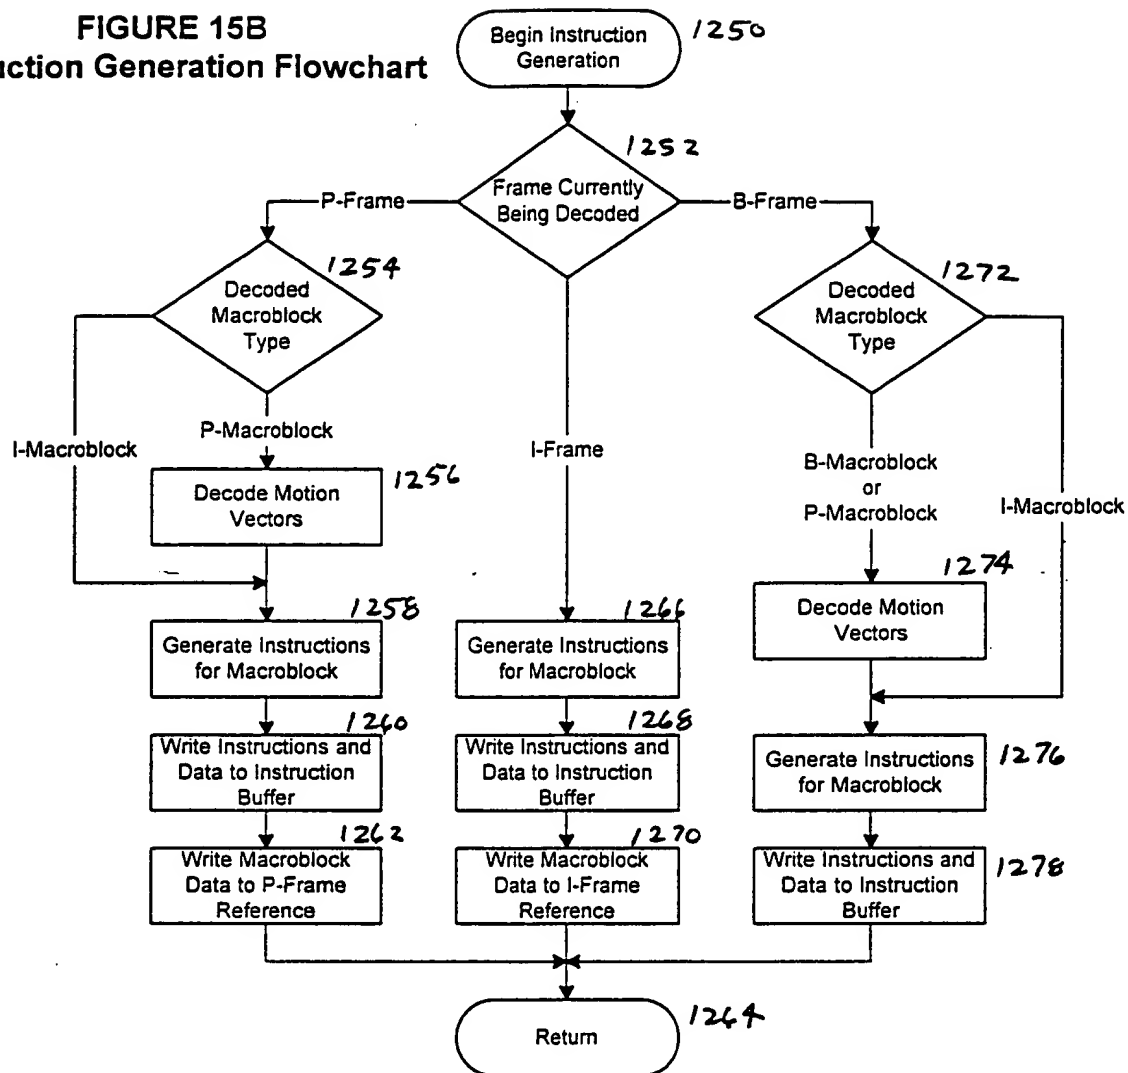 FIGURE 15B
uction Generation Flowchart
Begin Instruction
Generation
1250
1252
Frame Currently
Being Decoded
P-Frame
B-Frame
1254
Decoded
Macroblock
Type
1272
Decoded
Macroblock
Type
I-Macroblock
P-Macroblock
I-Frame
B-Macroblock
or
P-Macroblock
I-Macroblock
1256
Decode Motion
Vectors
1274
Decode Motion
Vectors
1258
Generate Instructions
for Macroblock
1266
Generate Instructions
for Macroblock
1260
Write Instructions and
Data to Instruction
Buffer
1268
Write Instructions and
Data to Instruction
Buffer
Generate Instructions
for Macroblock
1276
1262
Write Macroblock
Data to P-Frame
Reference
1270
Write Macroblock
Data to I-Frame
Reference
Write Instructions and
Data to Instruction
Buffer
1278
Return
1264